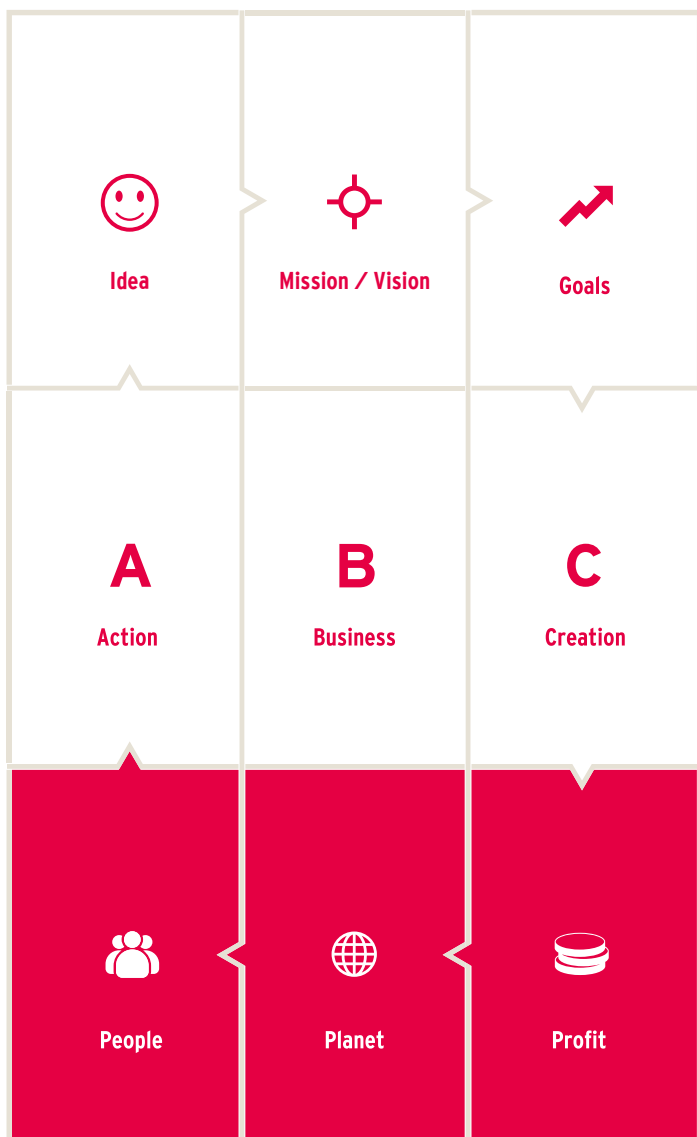 Idea
Mission / Vision
Goals
A
B
C
Action
Business
Creation
People
Planet
Profit